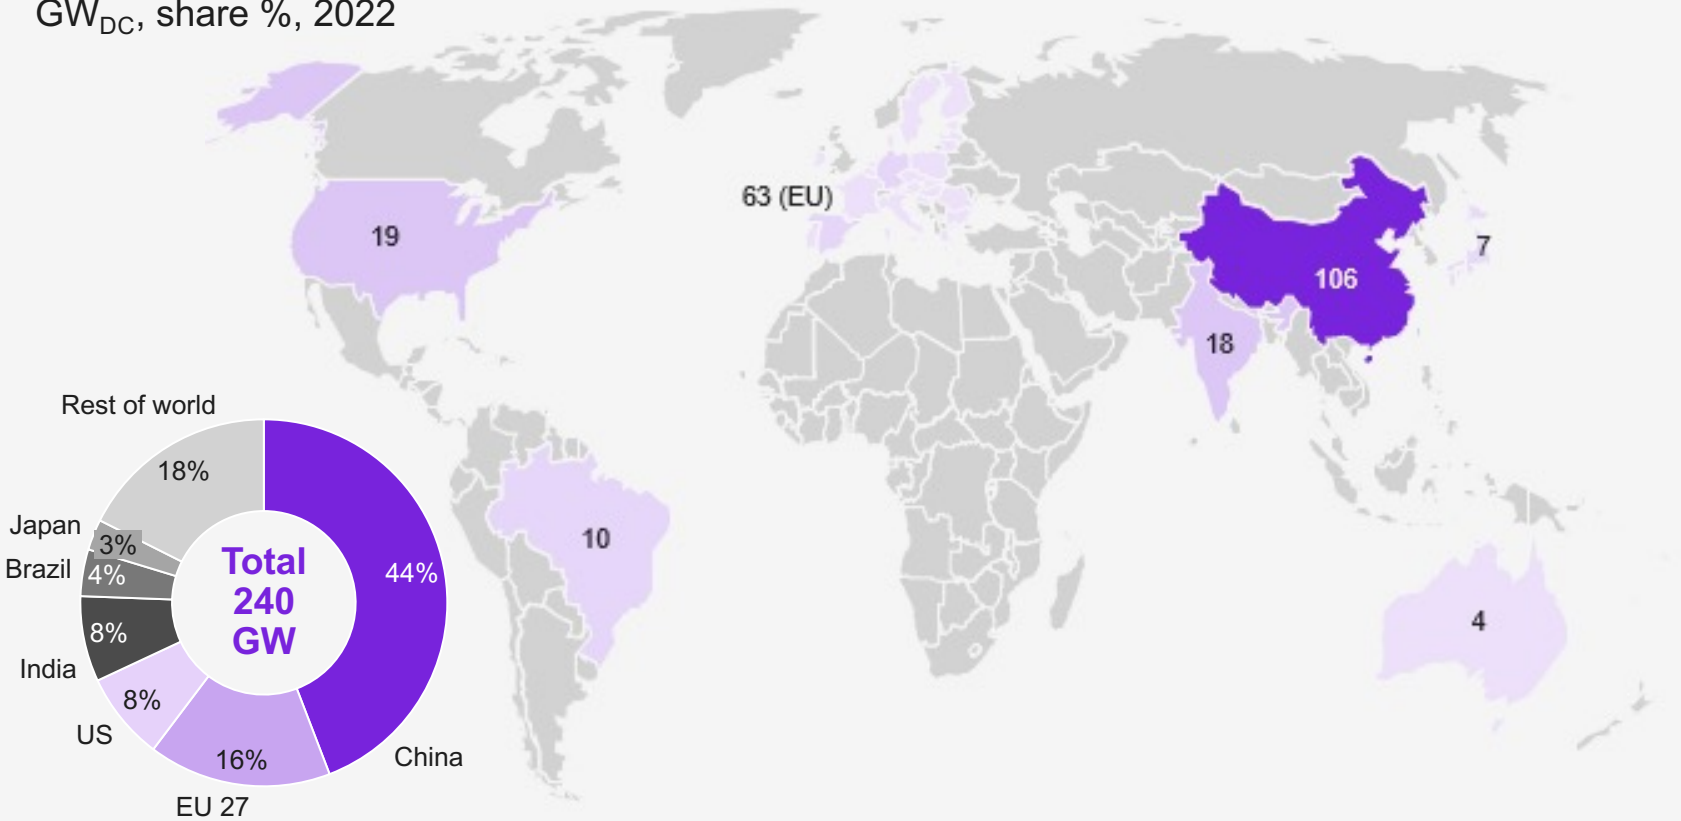 GWDC, share %, 2022
63 (EU)
19
7
106
18
10
4
Rest of world
18%
Japan
3%
Brazil
4%
8%
India
8%
US
16%
EU 27
44%
China
Total
240
GW